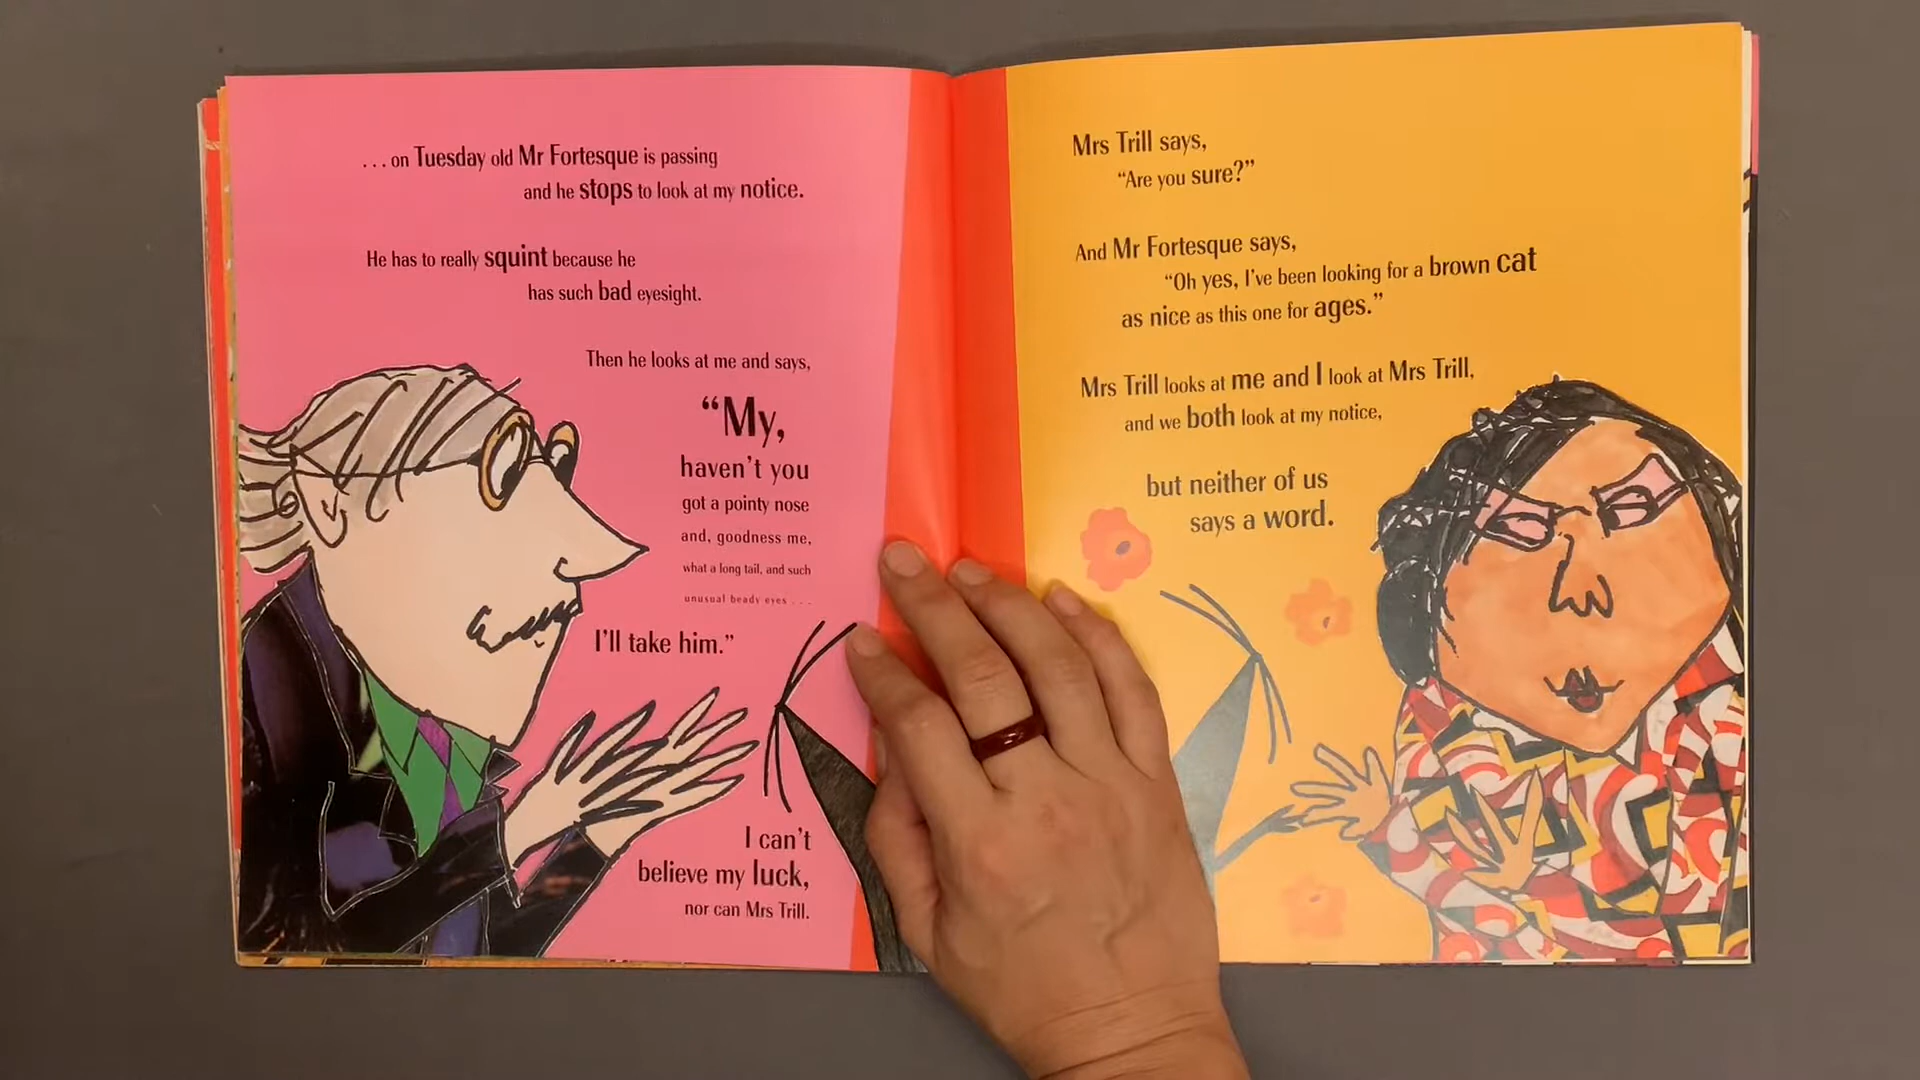 ...on Tuesday old Mr Fortesque is passing
and he stops to look at my notice.
He has to really squint because he
has such bad eyesight.
Then he looks at me and says,
“My,
haven’t you
got a pointy nose
and, goodness me,
what a long tail, and such
unusual beady eyes...
I’ll take him.”
I can’t
believe my luck,
nor can Mrs Trill.
Mrs Trill says,
“Are you sure?”
And Mr Fortesque says,
“Oh yes, I’ve been looking for a brown cat
as nice as this one for ages.”
Mrs Trill looks at me and I look at Mrs Trill,
and we both look at my notice,
but neither of us
says a word.